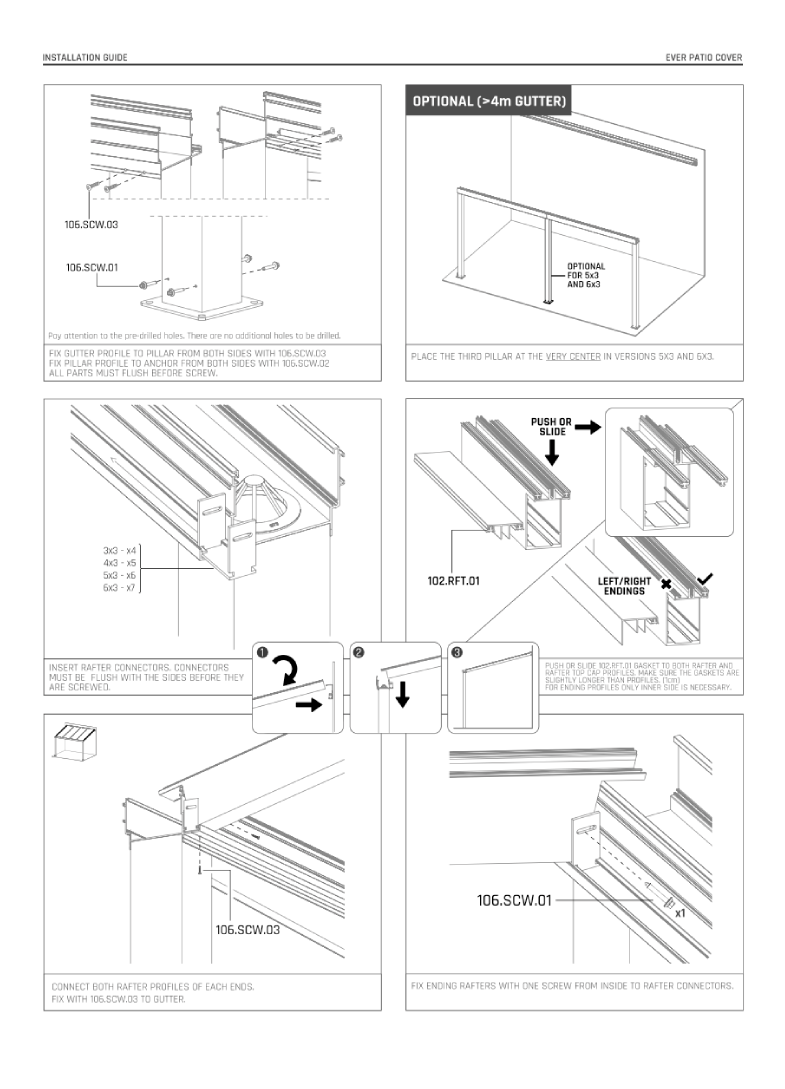 INSTALLATION GUIDE
EVER PATIO COVER
106.SCW.03
106.SCW.01
Pay attention to the pre-drilled holes. There are no additional holes to be drilled.
FIX GUTTER PROFILE TO PILLAR FROM BOTH SIDES WITH 106.SCW.03
FIX PILLAR PROFILE TO ANCHOR FROM BOTH SIDES WITH 106.SCW.02
ALL PARTS MUST FLUSH BEFORE SCREW.
OPTIONAL (>4m GUTTER)
OPTIONAL
FOR 5x3
AND 6x3
PLACE THE THIRD PILLAR AT THE VERY CENTER IN VERSIONS 5X3 AND 6X3.
3x3 - x4
4x3 - x5
5x3 - x6
6x3 - x7
INSERT RAFTER CONNECTORS. CONNECTORS
MUST BE FLUSH WITH THE SIDES BEFORE THEY
ARE SCREWED.
PUSH OR
SLIDE
102.RFT.01
LEFT/RIGHT
ENDINGS
PUSH OR SLIDE 102.RFT.01 GASKET TO BOTH RAFTER AND
RAFTER TOP CAP PROFILES. MAKE SURE THE GASKETS ARE
SLIGHTLY LONGER THAN PROFILES. (1cm)
FOR ENDING PROFILES ONLY INNER SIDE IS NECESSARY.
1
2
3
106.SCW.03
CONNECT BOTH RAFTER PROFILES OF EACH ENDS.
FIX WITH 106.SCW.03 TO GUTTER.
106.SCW.01
x1
FIX ENDING RAFTERS WITH ONE SCREW FROM INSIDE TO RAFTER CONNECTORS.